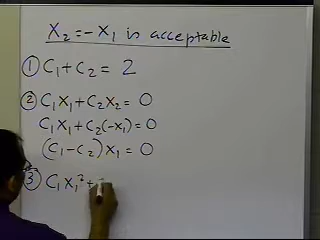 X₂ = -X₁ is acceptable
① C₁ + C₂ = 2
② C₁X₁ + C₂X₂ = 0
C₁X₁ + C₂(-X₁) = 0
(C₁ - C₂)X₁ = 0
③ C₁X₁² +